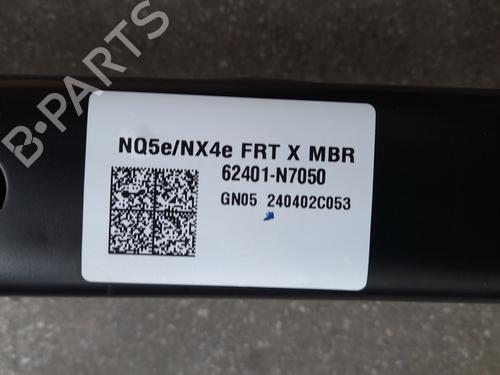 NQ5e/NX4e FRT X MBR
62401-N7050
GN05 240402C053
B-PARTS